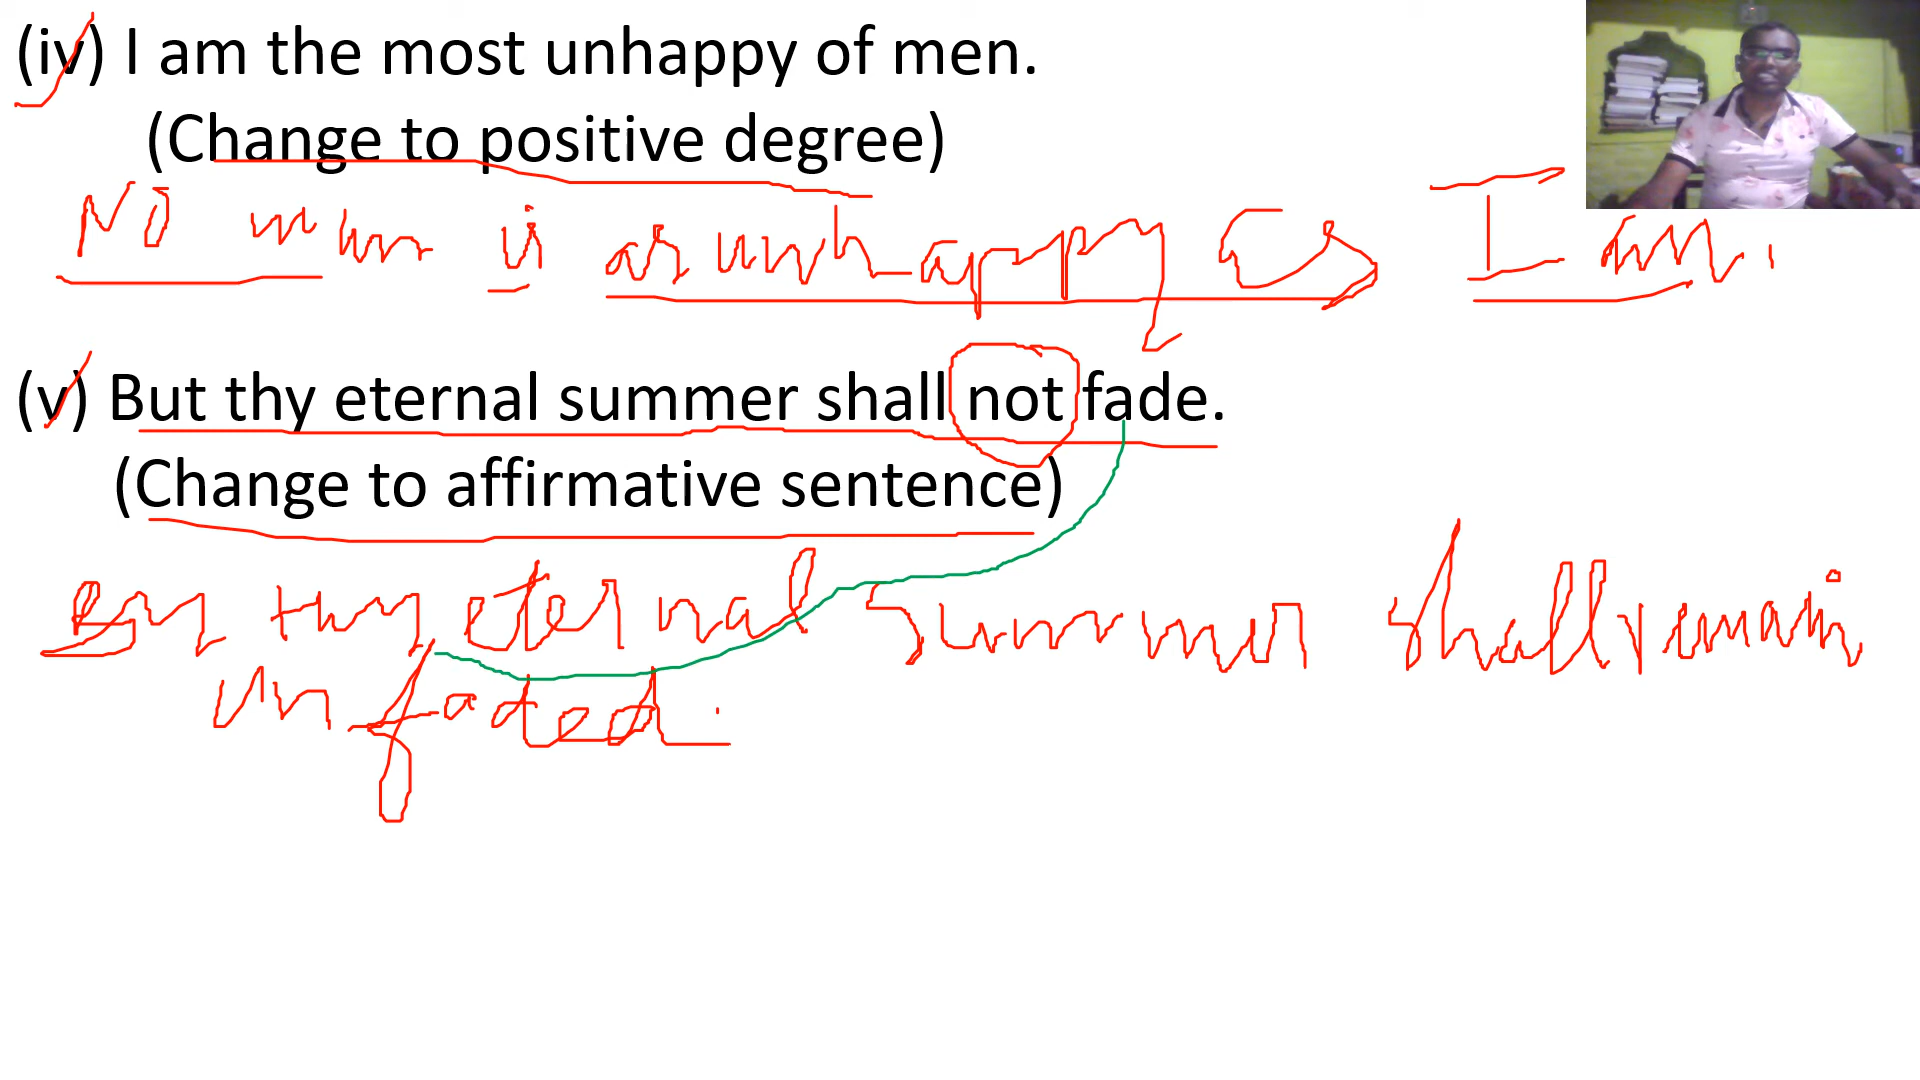 (iv) I am the most unhappy of men.
(Change to positive degree)
No man is as unhappy as I am.
(v) But thy eternal summer shall not fade.
(Change to affirmative sentence)
But thy eternal summer shall remain
unfaded.